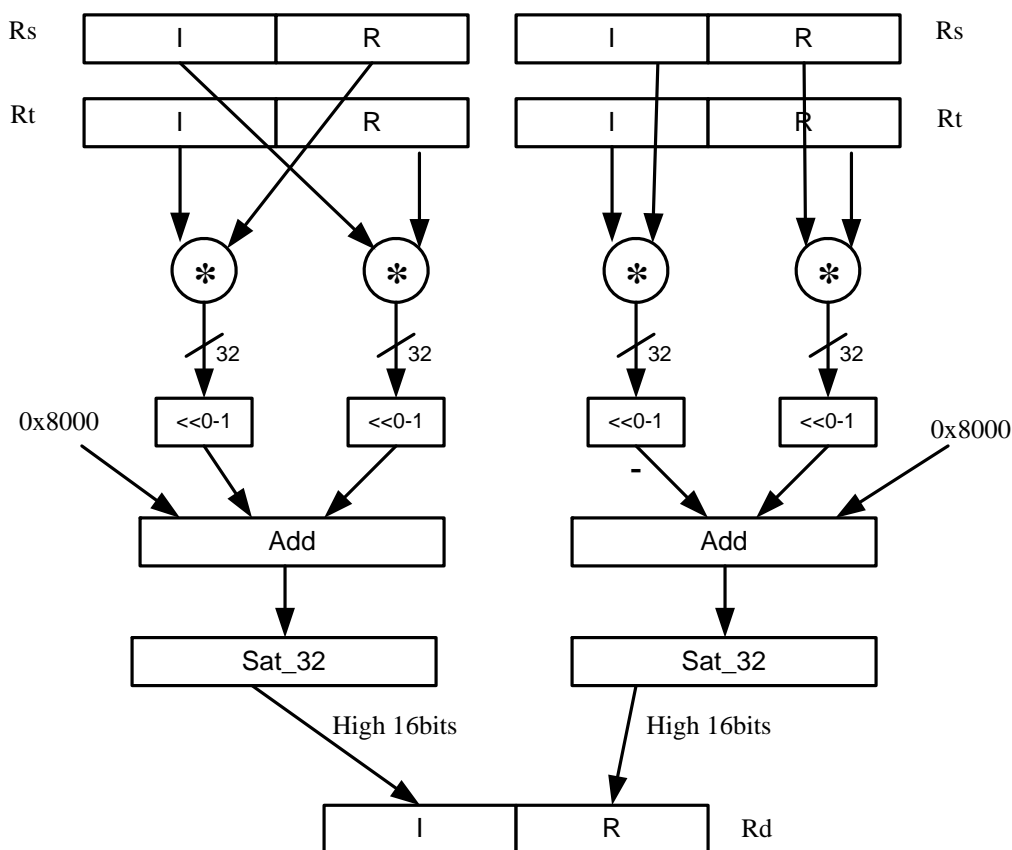 Rs I R I R Rs
Rt I R I R Rt
* * * *
32 32 32 32
0x8000 <<0-1 <<0-1 <<0-1 <<0-1 0x8000
-
Add Add
Sat_32 Sat_32
High 16bits High 16bits
I R Rd